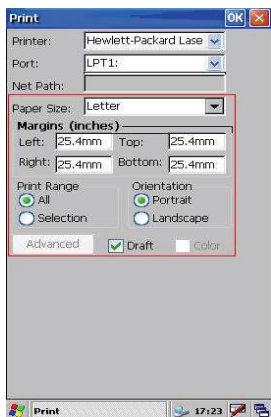 Print OK
Printer: Hewlett-Packard Lase
Port: LPT1:
Net Path:
Paper Size: Letter
Margins (inches)
Left: 25.4mm Top: 25.4mm
Right: 25.4mm Bottom: 25.4mm
Print Range Orientation
All Portrait
Selection Landscape
Advanced Draft Color
Print 17:23